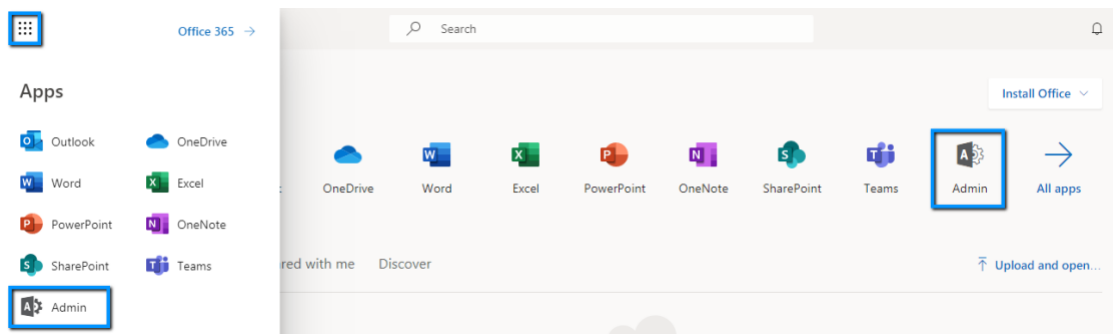 Office 365 →
Search
Apps
Install Office
Outlook OneDrive
Word Excel
PowerPoint OneNote
SharePoint Teams
Admin
OneDrive Word Excel PowerPoint OneNote SharePoint Teams Admin All apps
with me Discover
Upload and open...